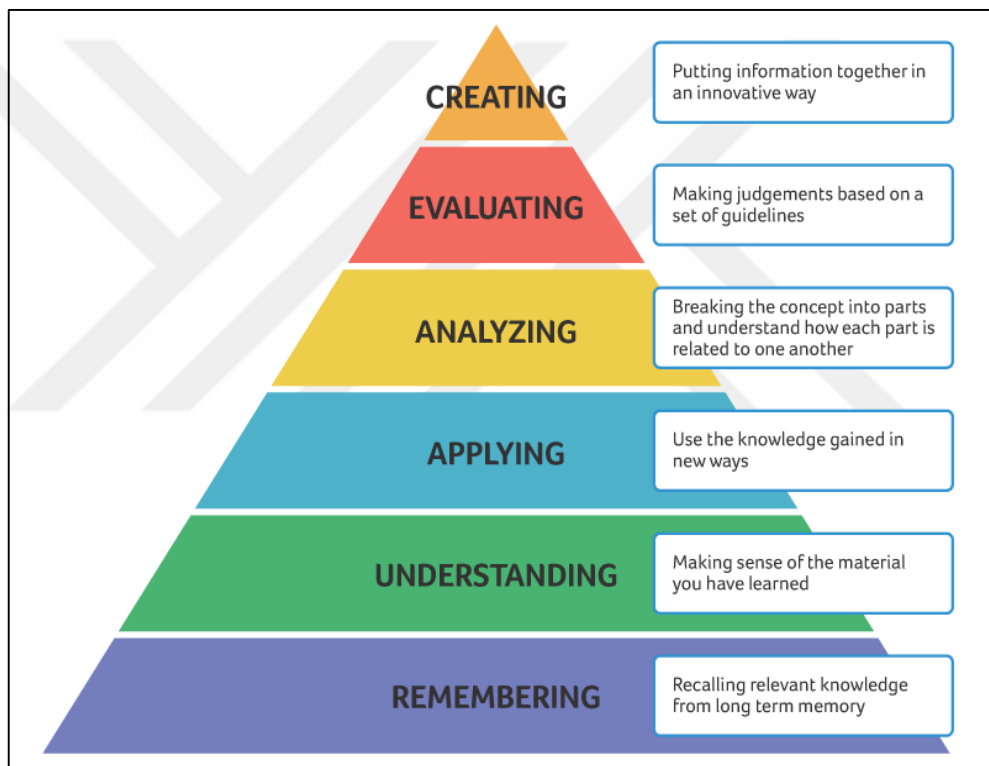 CREATING
Putting information together in
an innovative way
EVALUATING
Making judgements based on a
set of guidelines
ANALYZING
Breaking the concept into parts
and understand how each part is
related to one another
APPLYING
Use the knowledge gained in
new ways
UNDERSTANDING
Making sense of the material
you have learned
REMEMBERING
Recalling relevant knowledge
from long term memory